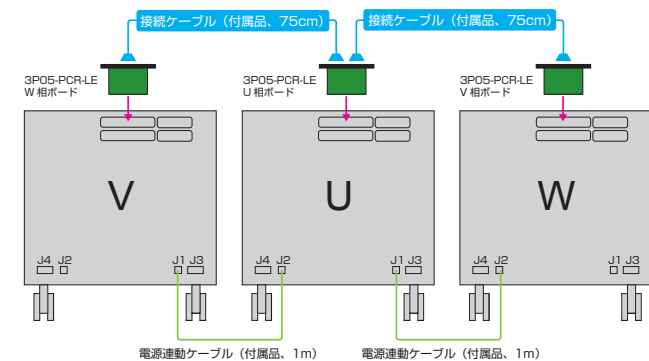 接続ケーブル（付属品、75cm）
接続ケーブル（付属品、75cm）
3P05-PCR-LE
W 相ボード
3P05-PCR-LE
U 相ボード
3P05-PCR-LE
V 相ボード
V
U
W
J4 J2
J1 J3
J4 J2
J1 J3
J4 J2
J1 J3
電源連動ケーブル（付属品、1m）
電源連動ケーブル（付属品、1m）